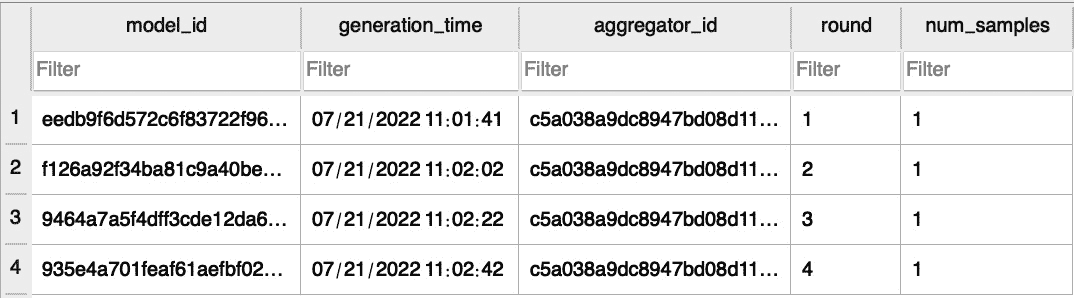 model_id generation_time aggregator_id round num_samples
Filter Filter Filter Filter Filter
1 eedb9f6d572c6f83722f96... 07/21/2022 11:01:41 c5a038a9dc8947bd08d11... 1 1
2 f126a92f34ba81c9a40be... 07/21/2022 11:02:02 c5a038a9dc8947bd08d11... 2 1
3 9464a7a5f4dff3cde12da6... 07/21/2022 11:02:22 c5a038a9dc8947bd08d11... 3 1
4 935e4a701feaf61aefbf02... 07/21/2022 11:02:42 c5a038a9dc8947bd08d11... 4 1